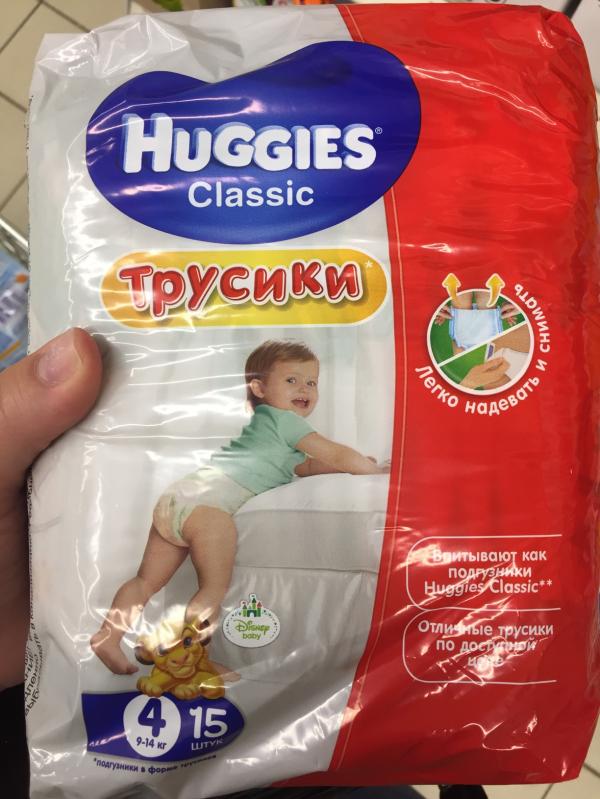 HUGGIES®
Classic
Трусики*
Легко надевать и снимать
Впитывают как
подгузники
Huggies Classic**
Отличные трусики
по доступной
цене
Disney
baby
4
9-14 кг
15
ШТУК
*подгузники в форме трусиков